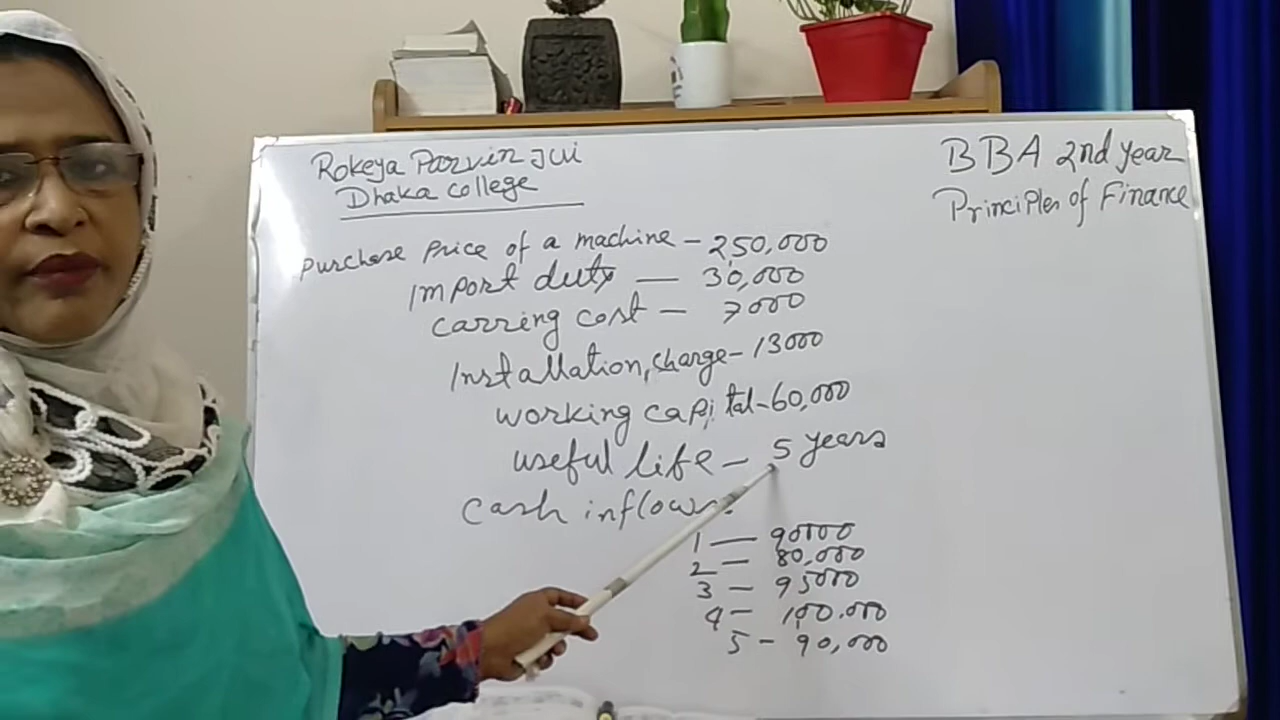 Rokeya Parvin Jui
Dhaka College
BBA 2nd year
Principles of Finance
Purchase Price of a machine - 250,000
Import duty — 30,000
Carring cost - 7000
Installation, charge - 13000
working capital - 60,000
useful life - 5 years
Cash inflows:
1 — 90000
2 - 80,000
3 - 95000
4 - 100.000
5 - 90,000